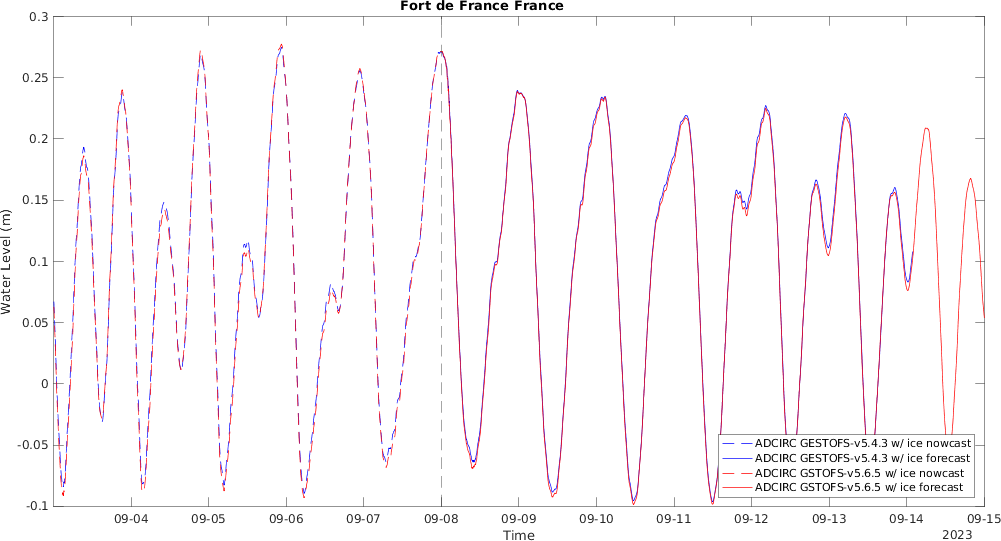 Fort de France France
0.3
0.25
0.2
0.15
0.1
0.05
0
-0.05
-0.1
Water Level (m)
ADCIRC GESTOFS-v5.4.3 w/ ice nowcast
ADCIRC GESTOFS-v5.4.3 w/ ice forecast
ADCIRC GSTOFS-v5.6.5 w/ ice nowcast
ADCIRC GSTOFS-v5.6.5 w/ ice forecast
09-04 09-05 09-06 09-07 09-08 09-09 09-10 09-11 09-12 09-13 09-14 09-15
Time
2023